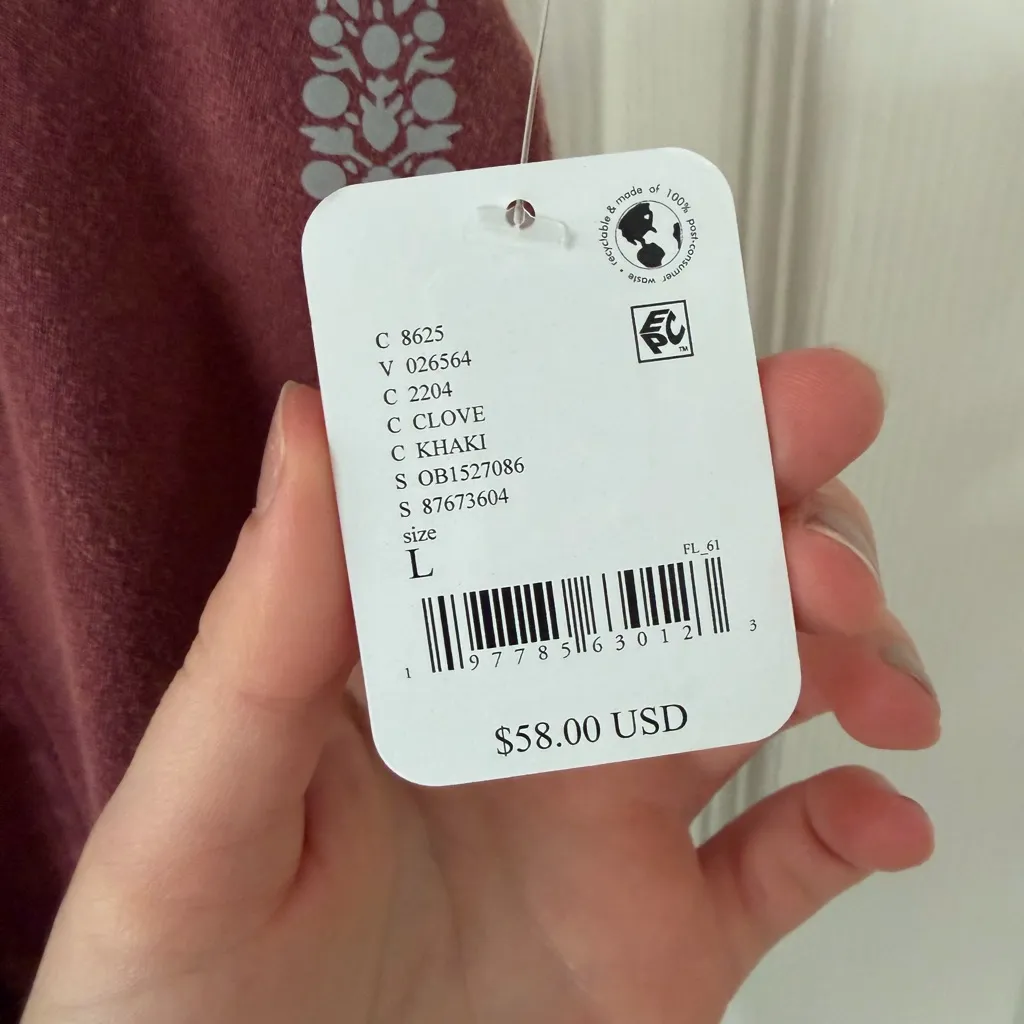 recyclable & made of 100% post-consumer waste •
EPC™
C 8625
V 026564
C 2204
C CLOVE
C KHAKI
S OB1527086
S 87673604
size
L
FL_61
1 97785 63012 3
$58.00 USD